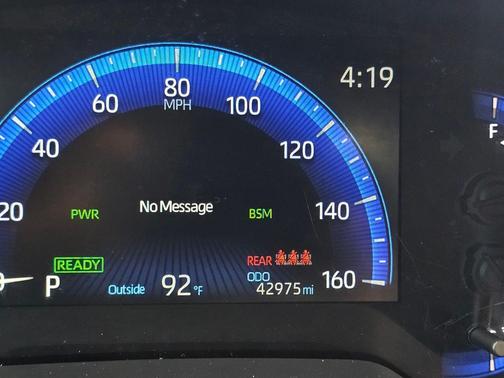 4:19
80
MPH
60
100
40
120
20
140
160
PWR
No Message
BSM
READY
REAR
ODO
42975 mi
P
Outside
92 °F
F